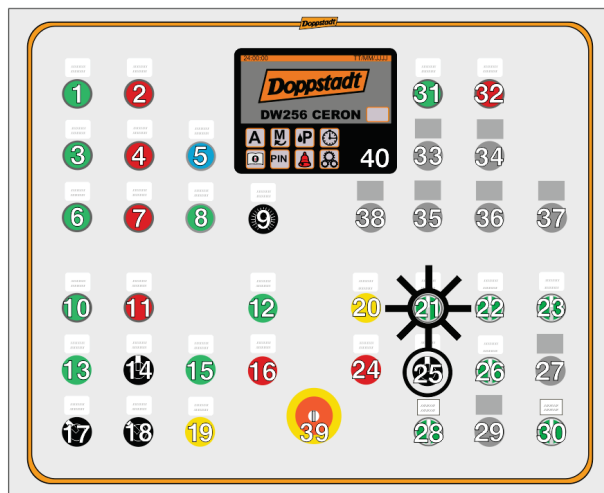 Doppstadt
24:00:00 TT/MM/JJJJ
Doppstadt
DW256 CERON
A M P
PIN 40
1 2 31 32
3 4 5 33 34
6 7 8 9 38 35 36 37
10 11 12 20 21 22 23
13 14 15 16 24 25 26 27
17 18 19 39 28 29 30